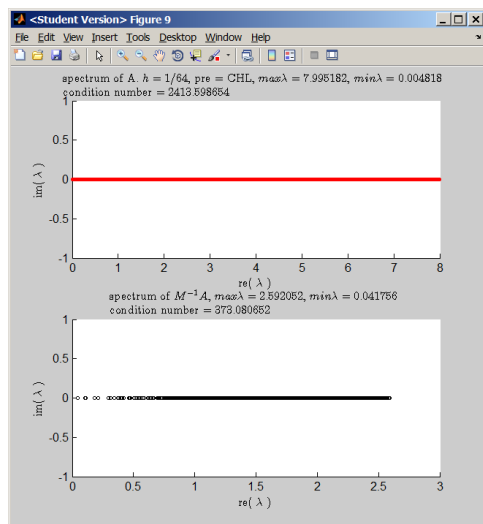 <Student Version> Figure 9
File Edit View Insert Tools Desktop Window Help
spectrum of A. h = 1/64, pre = CHL, maxλ = 7.995182, minλ = 0.004818
condition number = 2413.598654
1
0.5
0
-0.5
-1
im( λ )
0 1 2 3 4 5 6 7 8
re( λ )
spectrum of M⁻¹A, maxλ = 2.592052, minλ = 0.041756
condition number = 373.080652
1
0.5
0
-0.5
-1
im( λ )
0 0.5 1 1.5 2 2.5 3
re( λ )